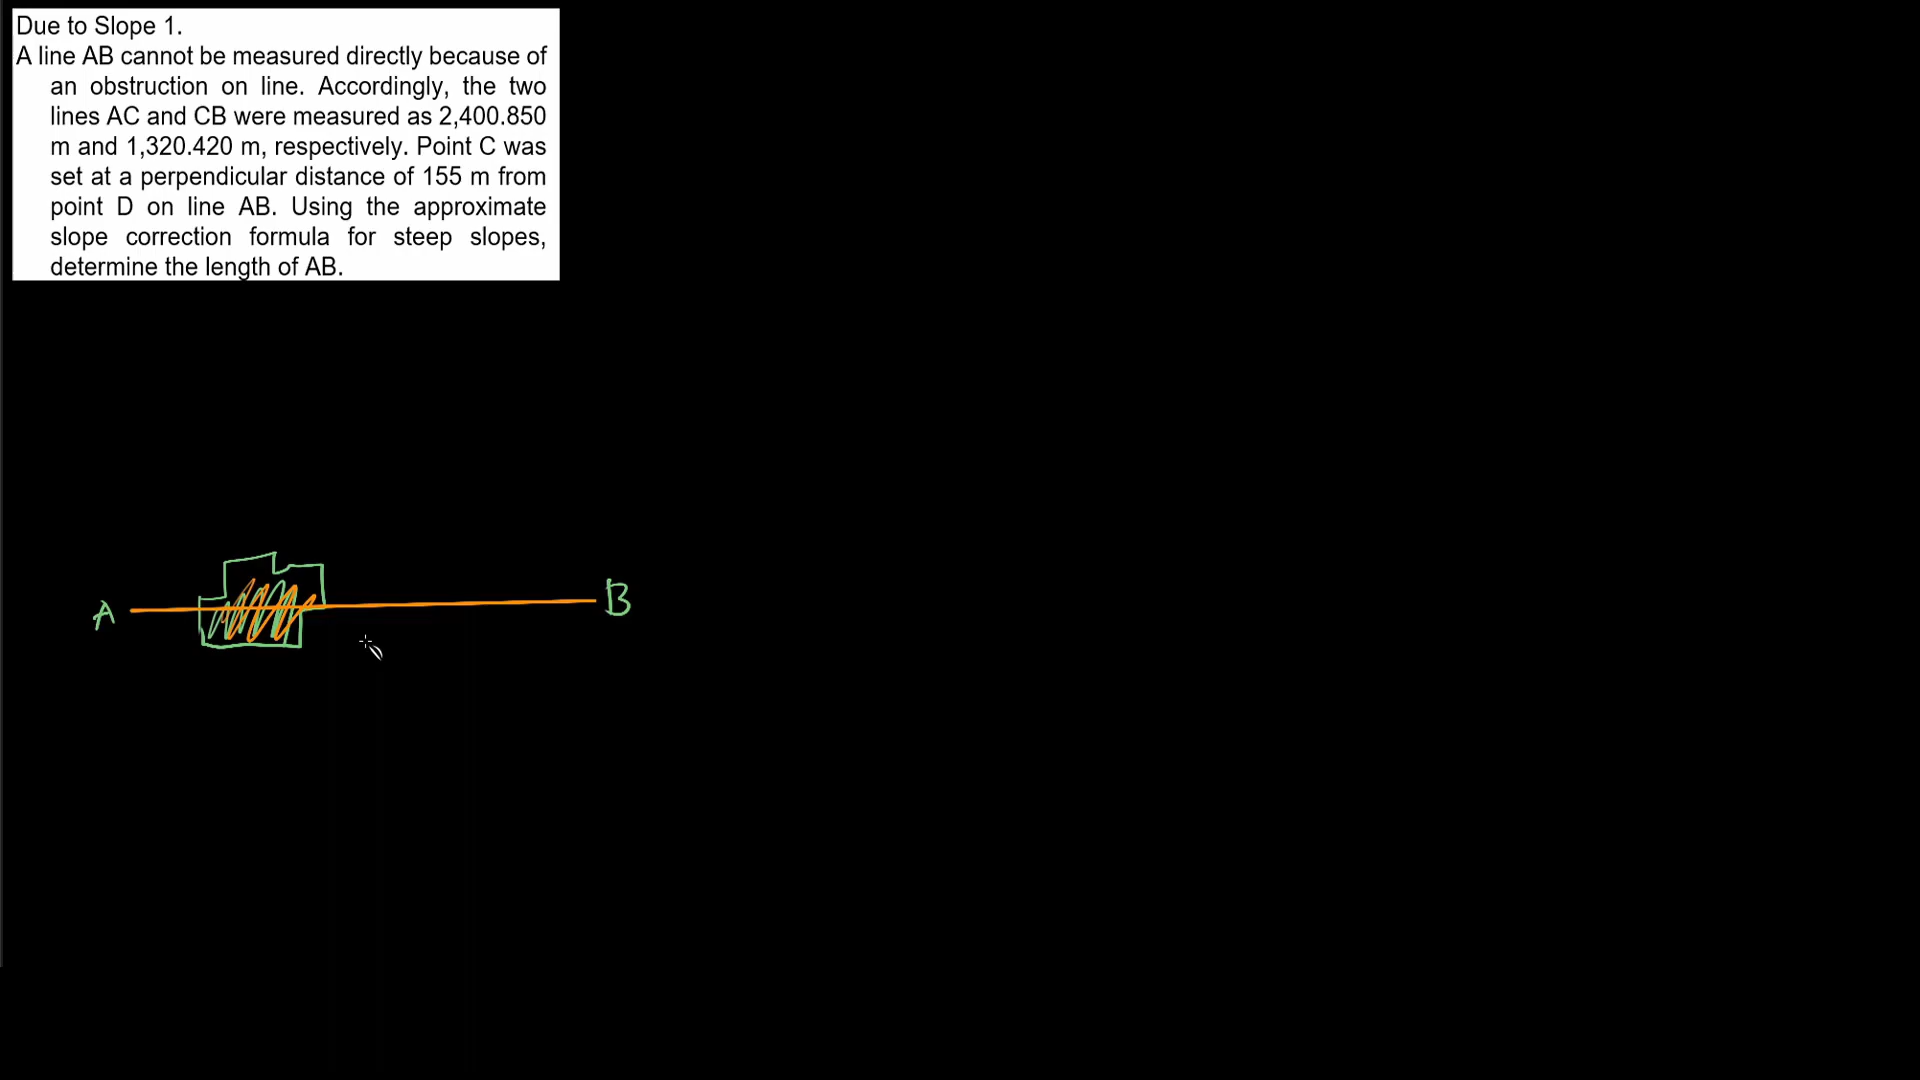 Due to Slope 1.
A line AB cannot be measured directly because of
an obstruction on line. Accordingly, the two
lines AC and CB were measured as 2,400.850
m and 1,320.420 m, respectively. Point C was
set at a perpendicular distance of 155 m from
point D on line AB. Using the approximate
slope correction formula for steep slopes,
determine the length of AB.
A B